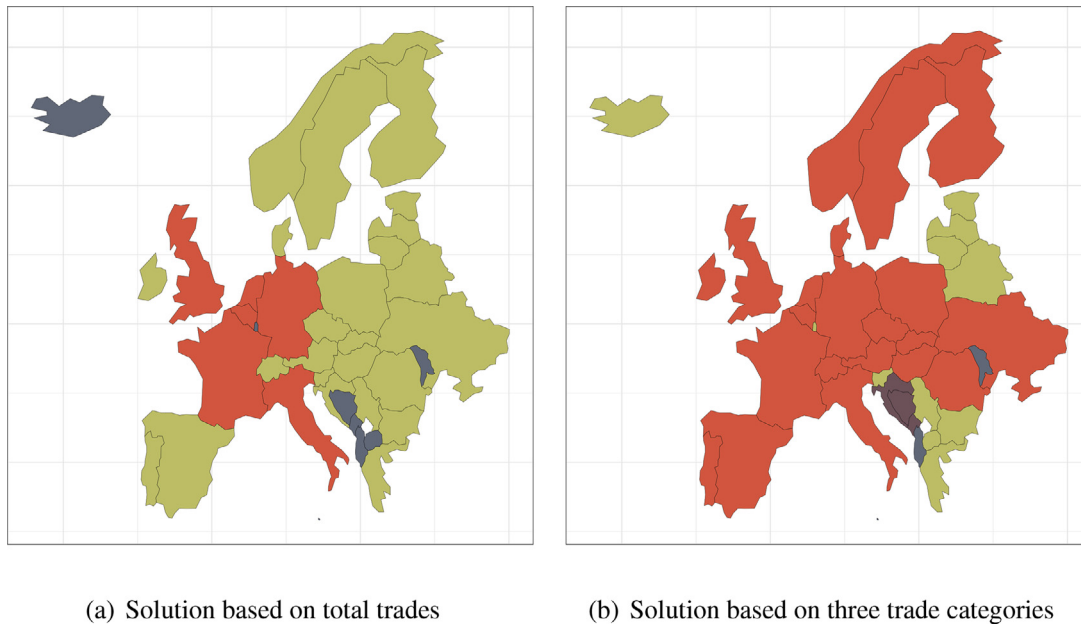 (a) Solution based on total trades
(b) Solution based on three trade categories